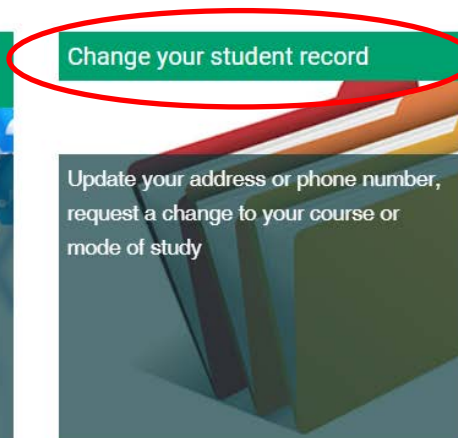 Change your student record
Update your address or phone number,
request a change to your course or
mode of study